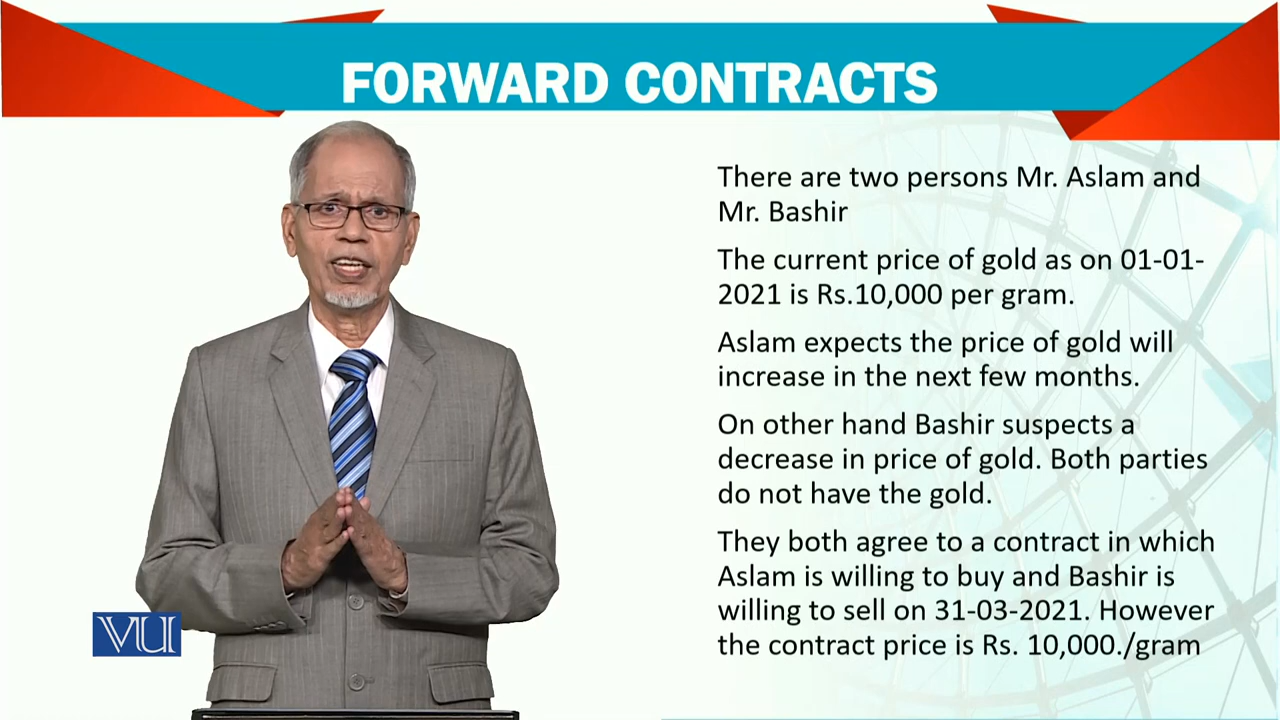 FORWARD CONTRACTS
There are two persons Mr. Aslam and
Mr. Bashir
The current price of gold as on 01-01-
2021 is Rs.10,000 per gram.
Aslam expects the price of gold will
increase in the next few months.
On other hand Bashir suspects a
decrease in price of gold. Both parties
do not have the gold.
They both agree to a contract in which
Aslam is willing to buy and Bashir is
willing to sell on 31-03-2021. However
the contract price is Rs. 10,000./gram
VU